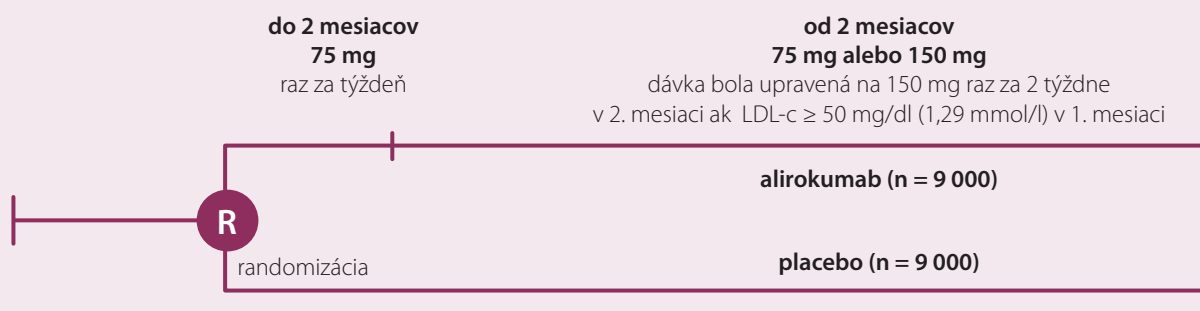 do 2 mesiacov
75 mg
raz za týždeň
od 2 mesiacov
75 mg alebo 150 mg
dávka bola upravená na 150 mg raz za 2 týždne
v 2. mesiaci ak LDL-c ≥ 50 mg/dl (1,29 mmol/l) v 1. mesiaci
alirokumab (n = 9 000)
R
randomizácia
placebo (n = 9 000)